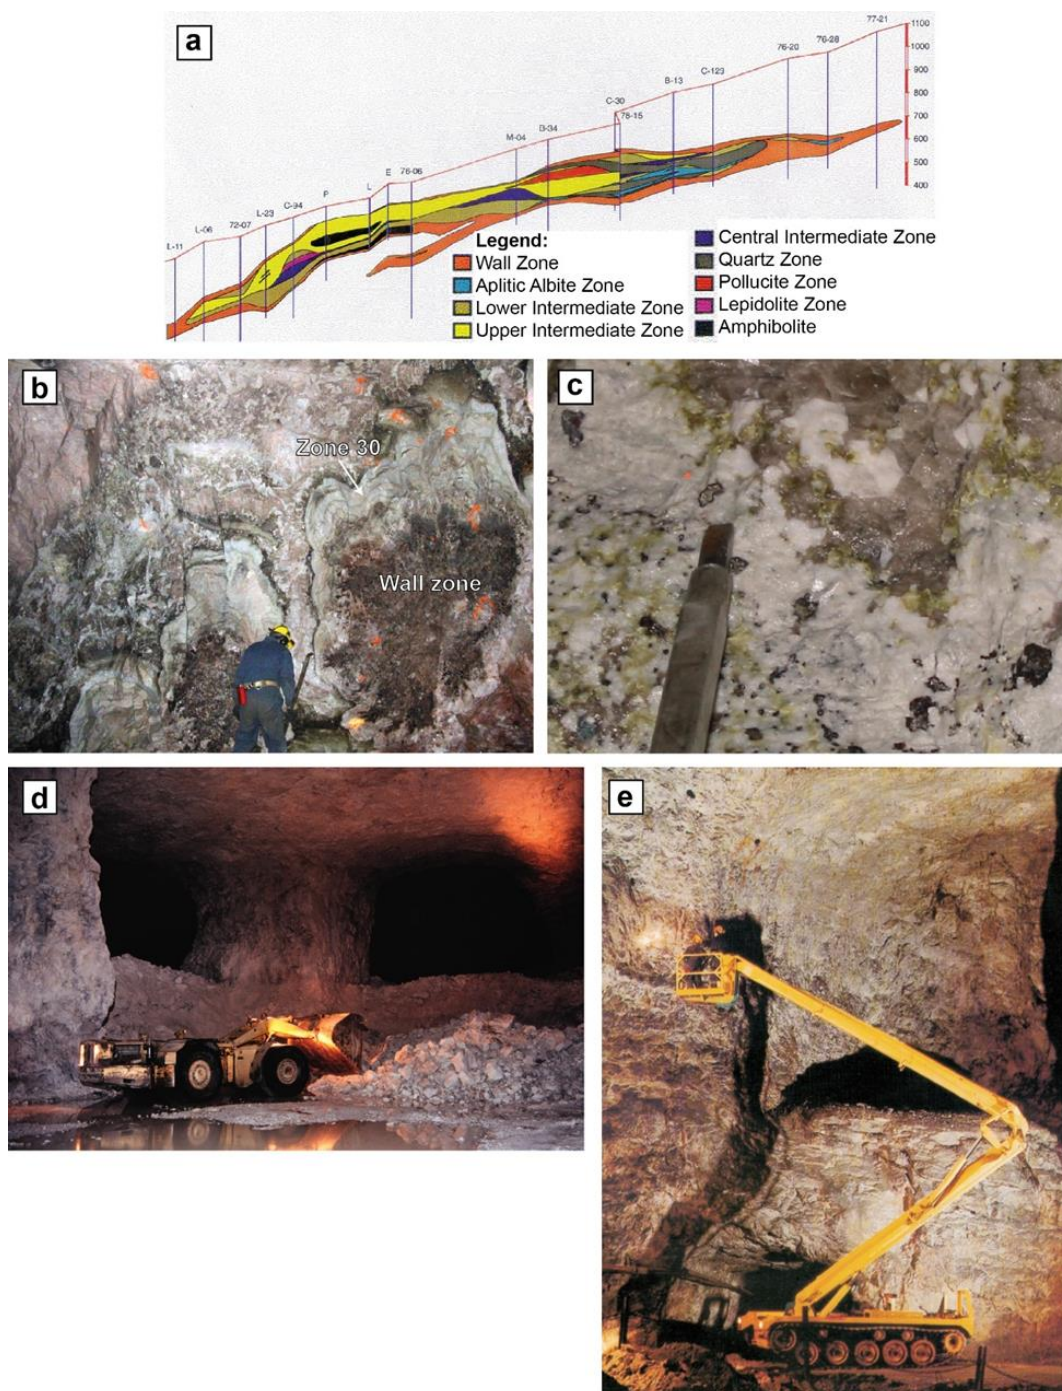 a
77-21
1100
76-28
1000
76-20
900
C-123
B-13
800
C-30
700
78-15
600
B-34
M-04
500
76-06
E
400
L
P
C-94
L-23
72-07
L-06
L-11
Legend:
Wall Zone
Aplitic Albite Zone
Lower Intermediate Zone
Upper Intermediate Zone
Central Intermediate Zone
Quartz Zone
Pollucite Zone
Lepidolite Zone
Amphibolite
b
Zone 30
Wall zone
c
d
e